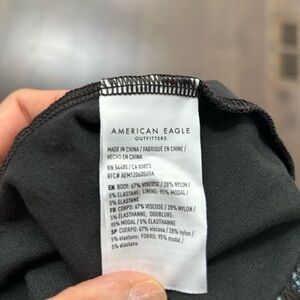 AMERICAN EAGLE
OUTFITTERS
MADE IN CHINA / FABRIQUÉ EN CHINE /
HECHO EN CHINA
RN 54485 / CA 03873
EN BODY: 67% VISCOSE / 28% NYLON /
5% ELASTANE; LINING: 95% MODAL /
5% ELASTANE
FR CORPS: 67% VISCOSE / 28% NYLON /
5% ELASTHANNE; DOUBLURE:
95% MODAL / 5% ÉLASTHANNE
SP CUERPO: 67% viscosa / 28% nylon /
5% elastano; FORRO: 95% modal /
5% elastano